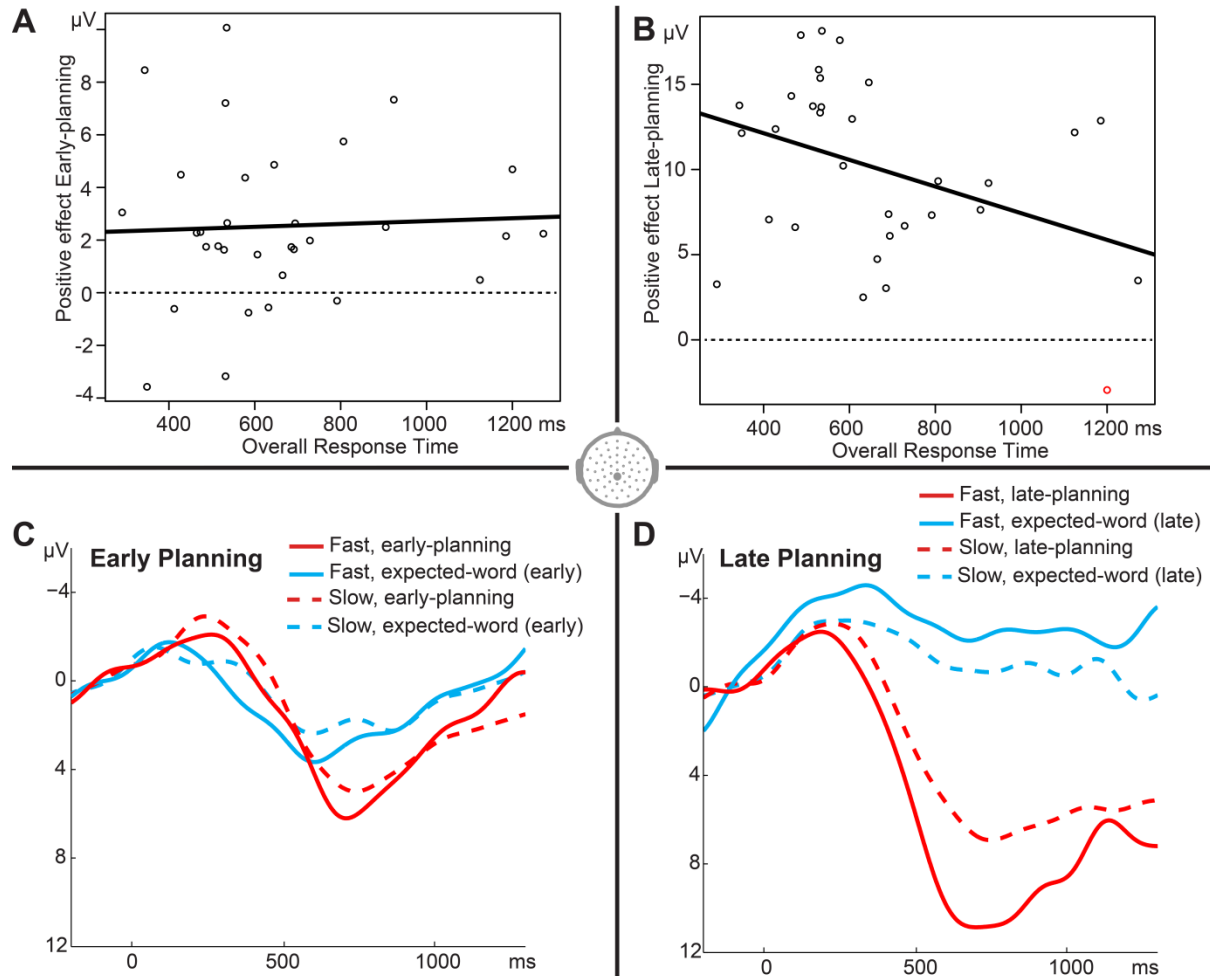 A
µV
Positive effect Early-planning
8
6
4
2
0
-2
-4
400 600 800 1000 1200 ms
Overall Response Time
B
µV
Positive effect Late-planning
15
10
5
0
400 600 800 1000 1200 ms
Overall Response Time
C
µV
Early Planning
Fast, early-planning
Fast, expected-word (early)
Slow, early-planning
Slow, expected-word (early)
−4
0
4
8
12
0 500 1000 ms
D
µV
Late Planning
Fast, late-planning
Fast, expected-word (late)
Slow, late-planning
Slow, expected-word (late)
−4
0
4
8
12
0 500 1000 ms